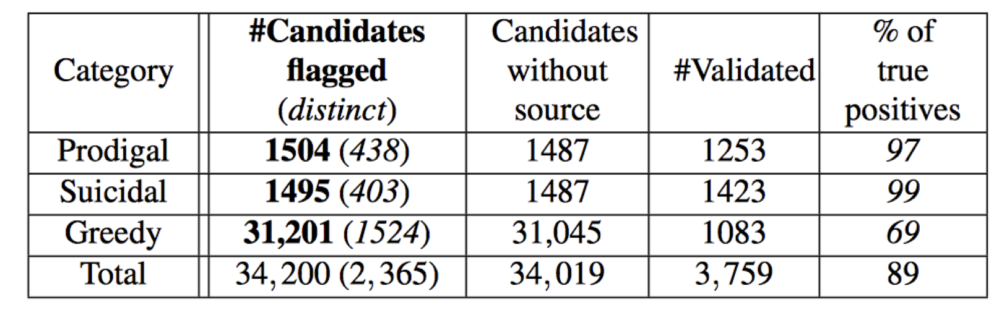 Category #Candidates flagged (distinct) Candidates without source #Validated % of true positives
Prodigal 1504 (438) 1487 1253 97
Suicidal 1495 (403) 1487 1423 99
Greedy 31,201 (1524) 31,045 1083 69
Total 34,200 (2,365) 34,019 3,759 89